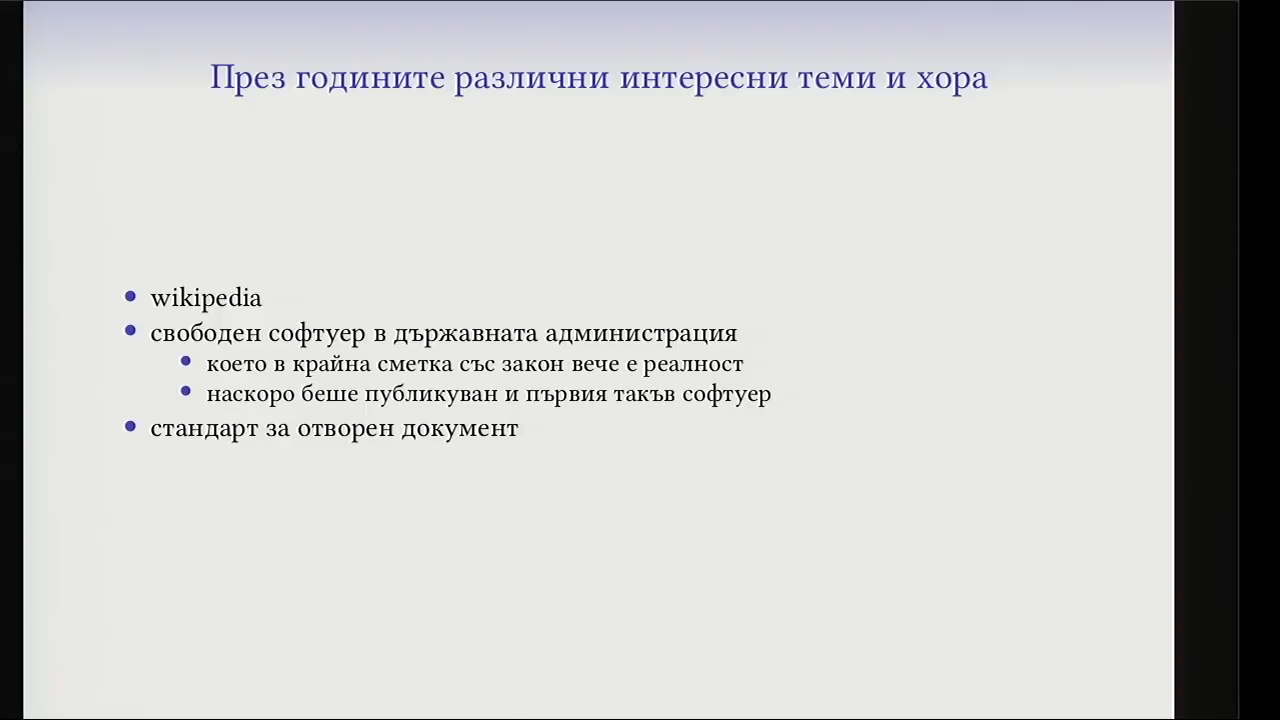 През годините различни интересни теми и хора
wikipedia
свободен софтуер в държавната администрация
което в крайна сметка със закон вече е реалност
наскоро беше публикуван и първия такъв софтуер
стандарт за отворен документ